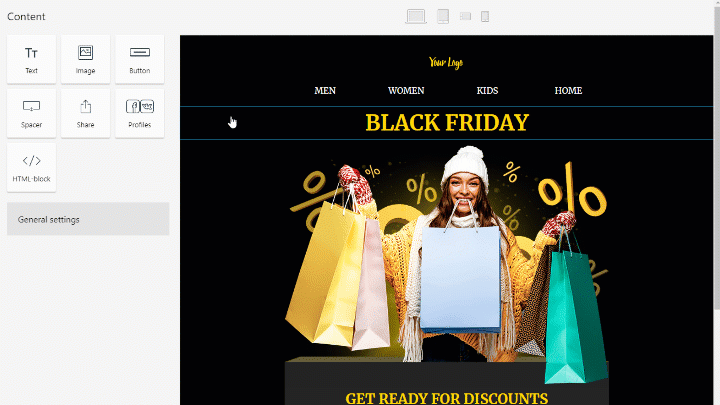 Content
Text
Image
Button
Spacer
Share
Profiles
HTML-block
General settings
Your Logo
MEN WOMEN KIDS HOME
BLACK FRIDAY
% % % % % % %
GET READY FOR DISCOUNTS